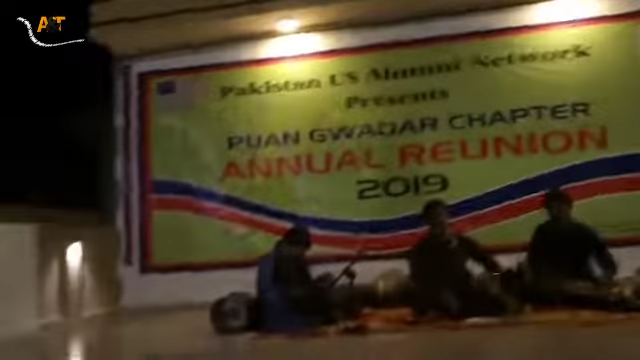 Pakistan US Alumni Network
Presents
PUAN GWADAR CHAPTER
ANNUAL REUNION
2019